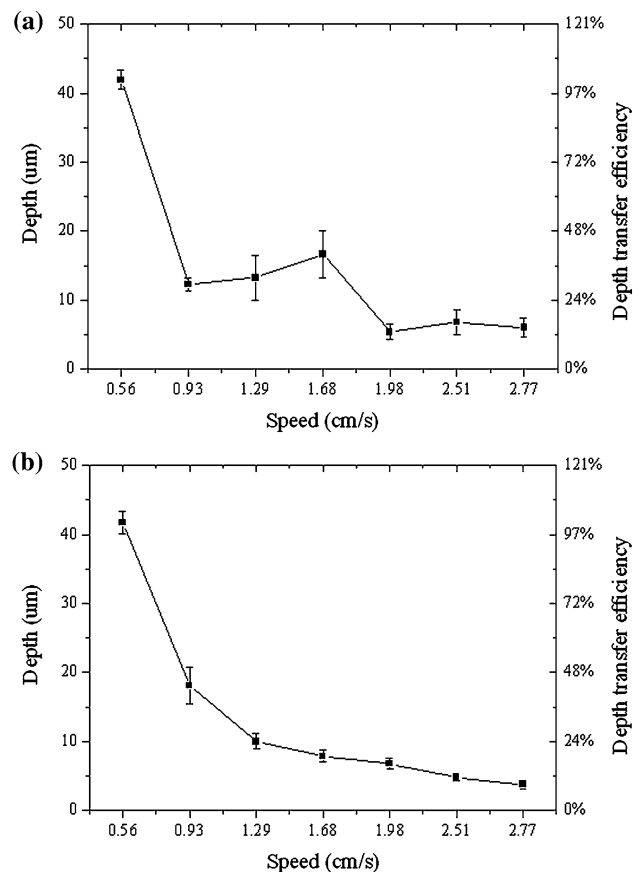 (a)
50
40
30
20
10
0
Depth (um)
121%
97%
72%
48%
24%
0%
Depth transfer efficiency
0.56 0.93 1.29 1.68 1.98 2.51 2.77
Speed (cm/s)
(b)
50
40
30
20
10
0
Depth (um)
121%
97%
72%
48%
24%
0%
Depth transfer efficiency
0.56 0.93 1.29 1.68 1.98 2.51 2.77
Speed (cm/s)